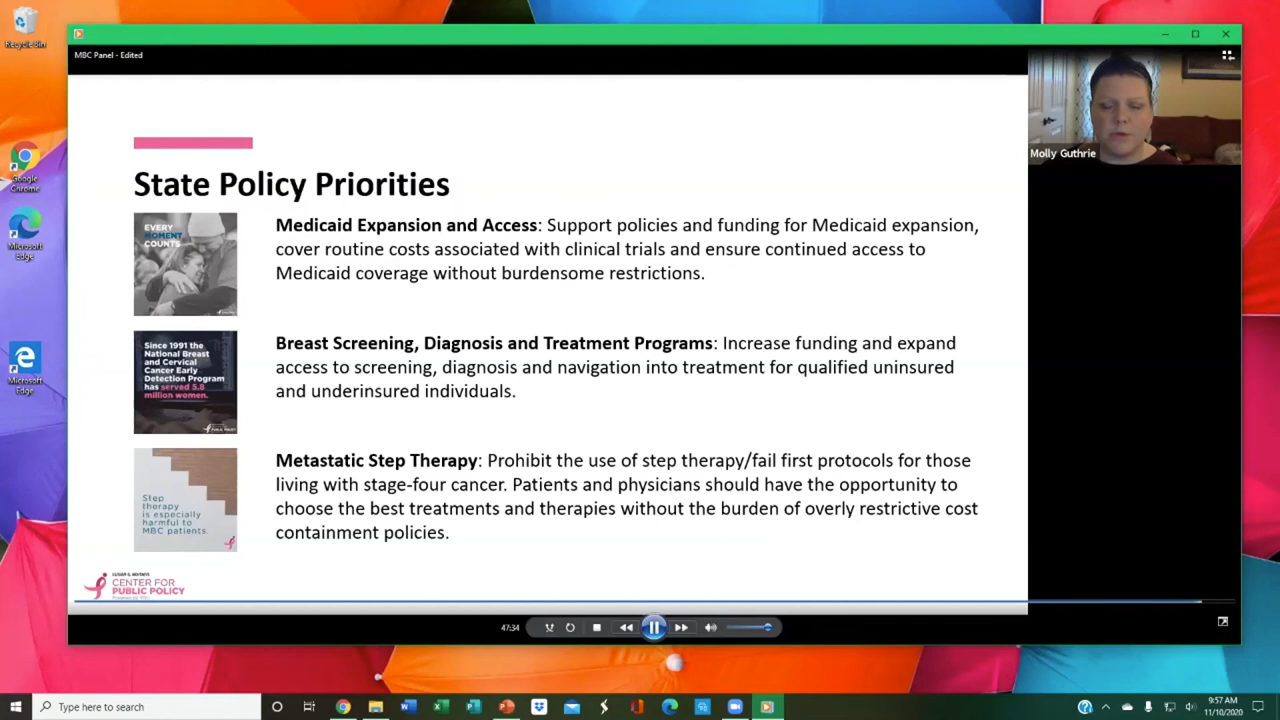 Recycle Bin
Google
Chrome
Microsoft
Edge
Microsoft
Edge
MBC Panel - Edited
Molly Guthrie
State Policy Priorities
EVERY
MOMENT
COUNTS
Medicaid Expansion and Access: Support policies and funding for Medicaid expansion,
cover routine costs associated with clinical trials and ensure continued access to
Medicaid coverage without burdensome restrictions.
Since 1991 the
National Breast
and Cervical
Cancer Early
Detection Program
has served 5.8
million women.
Breast Screening, Diagnosis and Treatment Programs: Increase funding and expand
access to screening, diagnosis and navigation into treatment for qualified uninsured
and underinsured individuals.
Step
therapy
is especially
harmful to
MBC patients.
Metastatic Step Therapy: Prohibit the use of step therapy/fail first protocols for those
living with stage-four cancer. Patients and physicians should have the opportunity to
choose the best treatments and therapies without the burden of overly restrictive cost
containment policies.
CENTER FOR
PUBLIC POLICY
47:34
Type here to search
9:57 AM
11/10/2020